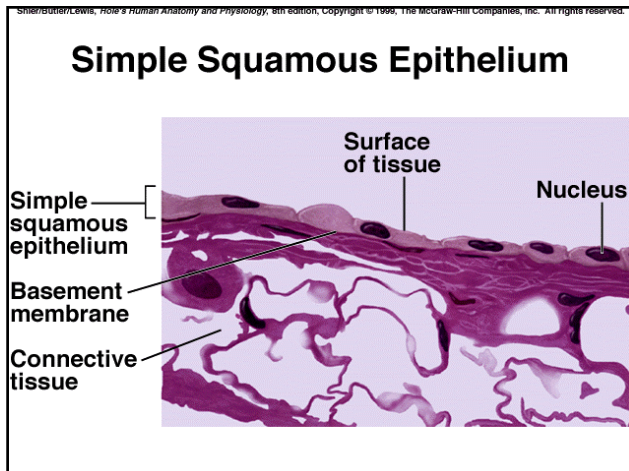 Shier/Butler/Lewis, Hole's Human Anatomy and Physiology, 8th edition, Copyright © 1999, The McGraw-Hill Companies, Inc. All rights reserved.
Simple Squamous Epithelium
Surface
of tissue
Nucleus
Simple
squamous
epithelium
Basement
membrane
Connective
tissue